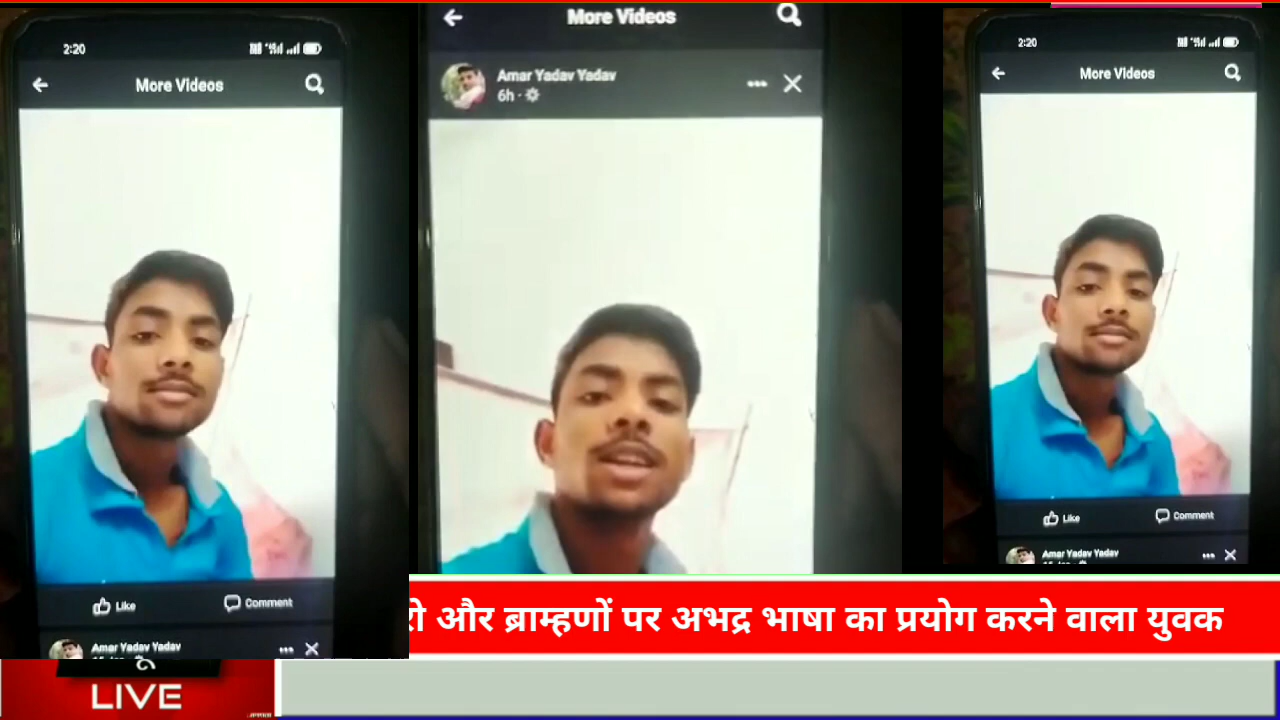 2:20
More Videos
Like
Comment
Amar Yadav Yadav
More Videos
Amar Yadav Yadav
6h
2:20
More Videos
Like
Comment
Amar Yadav Yadav
और ब्राम्हणों पर अभद्र भाषा का प्रयोग करने वाला युवक
LIVE